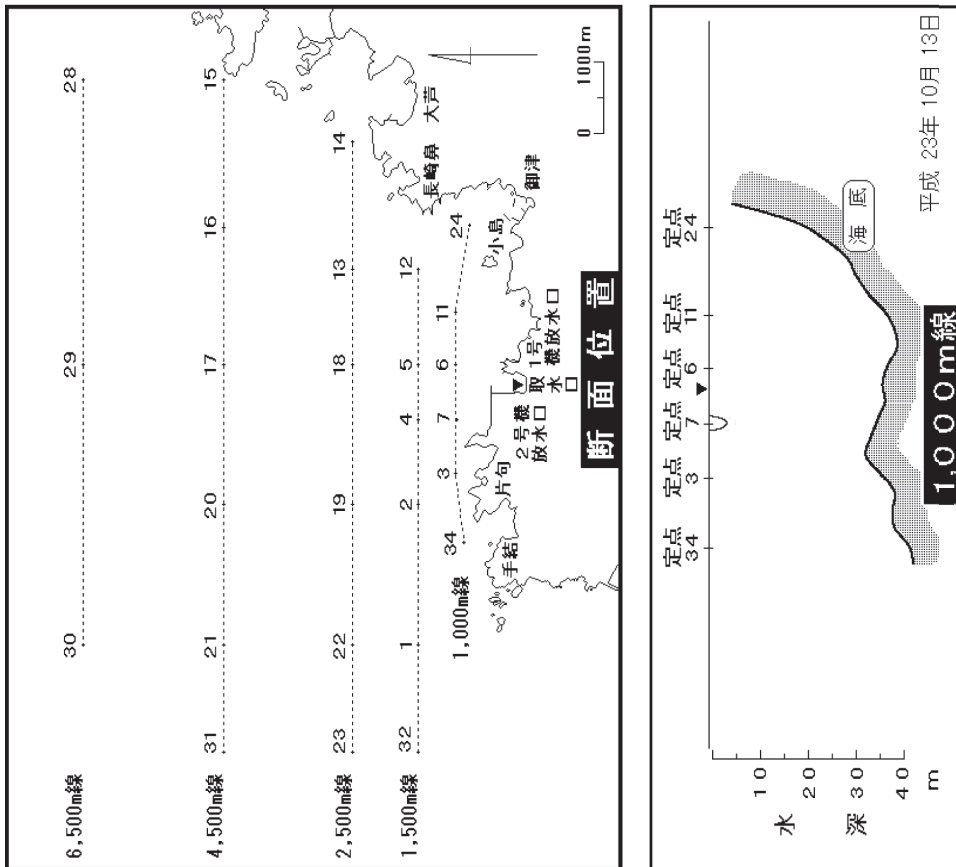 6,500m線
30
29
28
4,500m線
31
21
20
17
16
15
2,500m線
23
22
19
18
13
14
1,500m線
32
1
2
4
5
12
1,000m線
34
3
7
6
11
24
手結
片句
2号機
放水口
取水口
1号
機放水口
小島
御津
長崎鼻
大芦
0
1000m
断面位置
水深
10
20
30
40
m
定点
34
定点
3
定点
7
定点
6
定点
11
定点
24
海底
1,000m線
平成 23年 10月 13日